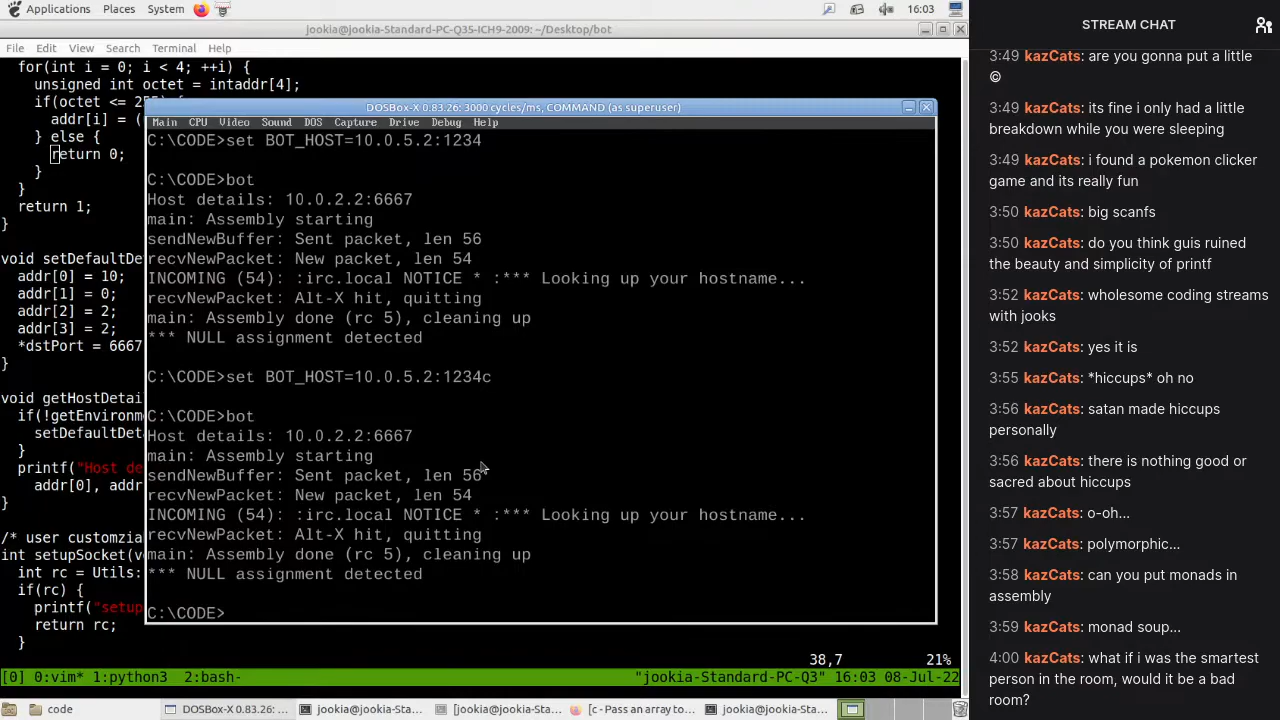 Applications Places System 16:03
jookia@jookia-Standard-PC-Q35-ICH9-2009: ~/Desktop/bot
File Edit View Search Terminal Help
for(int i = 0; i < 4; ++i) {
unsigned int octet = intaddr[4];
if(octet <= 2
addr[i] = (
} else {
return 0;
}
}
return 1;
}
void setDefaultDe
addr[0] = 10;
addr[1] = 0;
addr[2] = 2;
addr[3] = 2;
*dstPort = 6667
}
void getHostDetai
if(!getEnvironme
setDefaultDet
}
printf("Host de
addr[0], addr
}
/* user customzia
int setupSocket(v
int rc = Utils:
if(rc) {
printf("setup
return rc;
}
38,7 21%
[0] 0:vim* 1:python3 2:bash- "jookia-Standard-PC-Q3" 16:03 08-Jul-22
DOSBox-X 0.83.26: 3000 cycles/ms, COMMAND (as superuser)
Main CPU Video Sound DOS Capture Drive Debug Help
C:\CODE>set BOT_HOST=10.0.5.2:1234
C:\CODE>bot
Host details: 10.0.2.2:6667
main: Assembly starting
sendNewBuffer: Sent packet, len 56
recvNewPacket: New packet, len 54
INCOMING (54): :irc.local NOTICE * :*** Looking up your hostname...
recvNewPacket: Alt-X hit, quitting
main: Assembly done (rc 5), cleaning up
*** NULL assignment detected
C:\CODE>set BOT_HOST=10.0.5.2:1234c
C:\CODE>bot
Host details: 10.0.2.2:6667
main: Assembly starting
sendNewBuffer: Sent packet, len 56
recvNewPacket: New packet, len 54
INCOMING (54): :irc.local NOTICE * :*** Looking up your hostname...
recvNewPacket: Alt-X hit, quitting
main: Assembly done (rc 5), cleaning up
*** NULL assignment detected
C:\CODE>
code DOSBox-X 0.83.26: 3000 c... jookia@jookia-Sta... [jookia@jookia-Sta... [c - Pass an array to... jookia@jookia-Sta...
STREAM CHAT
3:49 kazCats: are you gonna put a little
©
3:49 kazCats: its fine i only had a little
breakdown while you were sleeping
3:49 kazCats: i found a pokemon clicker
game and its really fun
3:50 kazCats: big scanfs
3:50 kazCats: do you think guis ruined
the beauty and simplicity of printf
3:52 kazCats: wholesome coding streams
with jooks
3:52 kazCats: yes it is
3:55 kazCats: *hiccups* oh no
3:56 kazCats: satan made hiccups
personally
3:56 kazCats: there is nothing good or
sacred about hiccups
3:57 kazCats: o-oh...
3:57 kazCats: polymorphic...
3:58 kazCats: can you put monads in
assembly
3:59 kazCats: monad soup...
4:00 kazCats: what if i was the smartest
person in the room, would it be a bad
room?